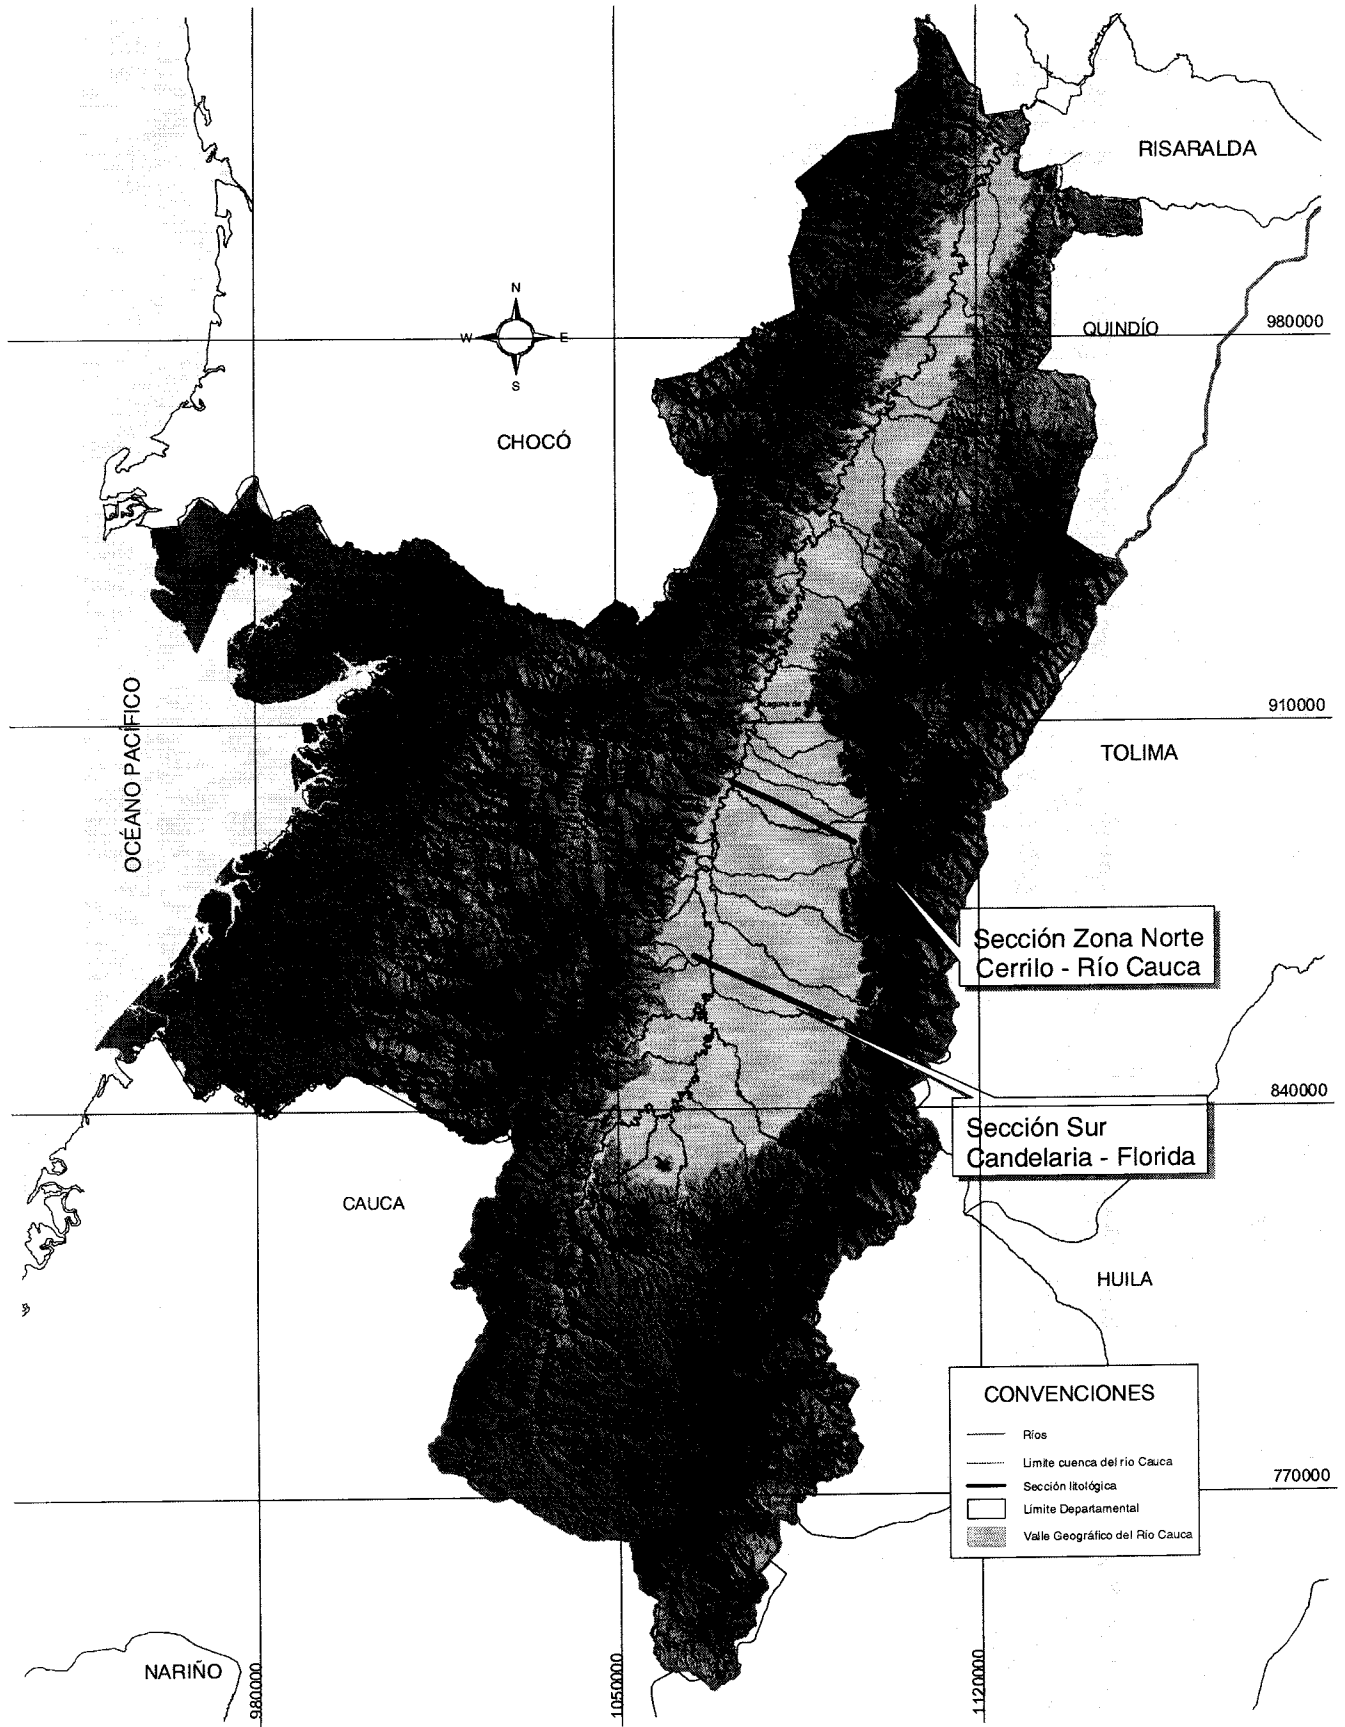 RISARALDA
N
W
E
S
QUINDÍO
980000
CHOCÓ
OCÉANO PACÍFICO
910000
TOLIMA
Sección Zona Norte
Cerrilo - Río Cauca
840000
Sección Sur
Candelaria - Florida
CAUCA
HUILA
CONVENCIONES
Ríos
Limite cuenca del río Cauca
Sección litológica
Límite Departamental
Valle Geográfico del Río Cauca
770000
NARIÑO
980000
1050000
1120000